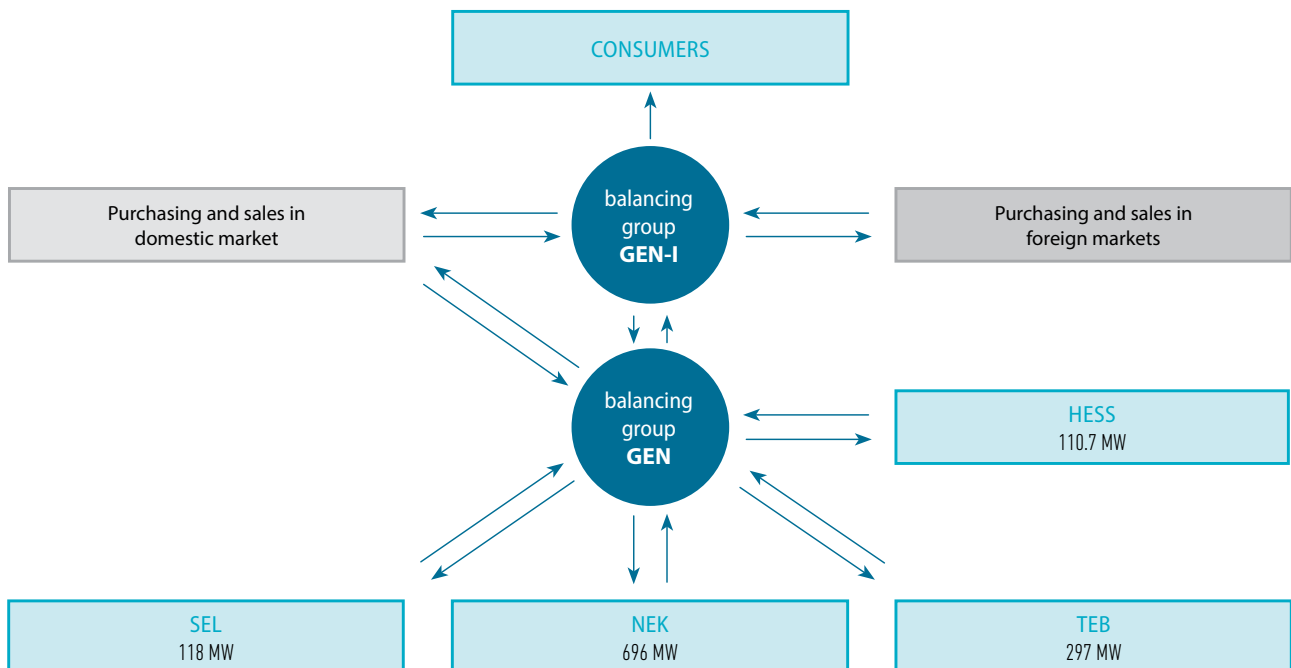 CONSUMERS
balancing
group
GEN-I
Purchasing and sales in
domestic market
Purchasing and sales in
foreign markets
balancing
group
GEN
HESS
110.7 MW
SEL
118 MW
NEK
696 MW
TEB
297 MW